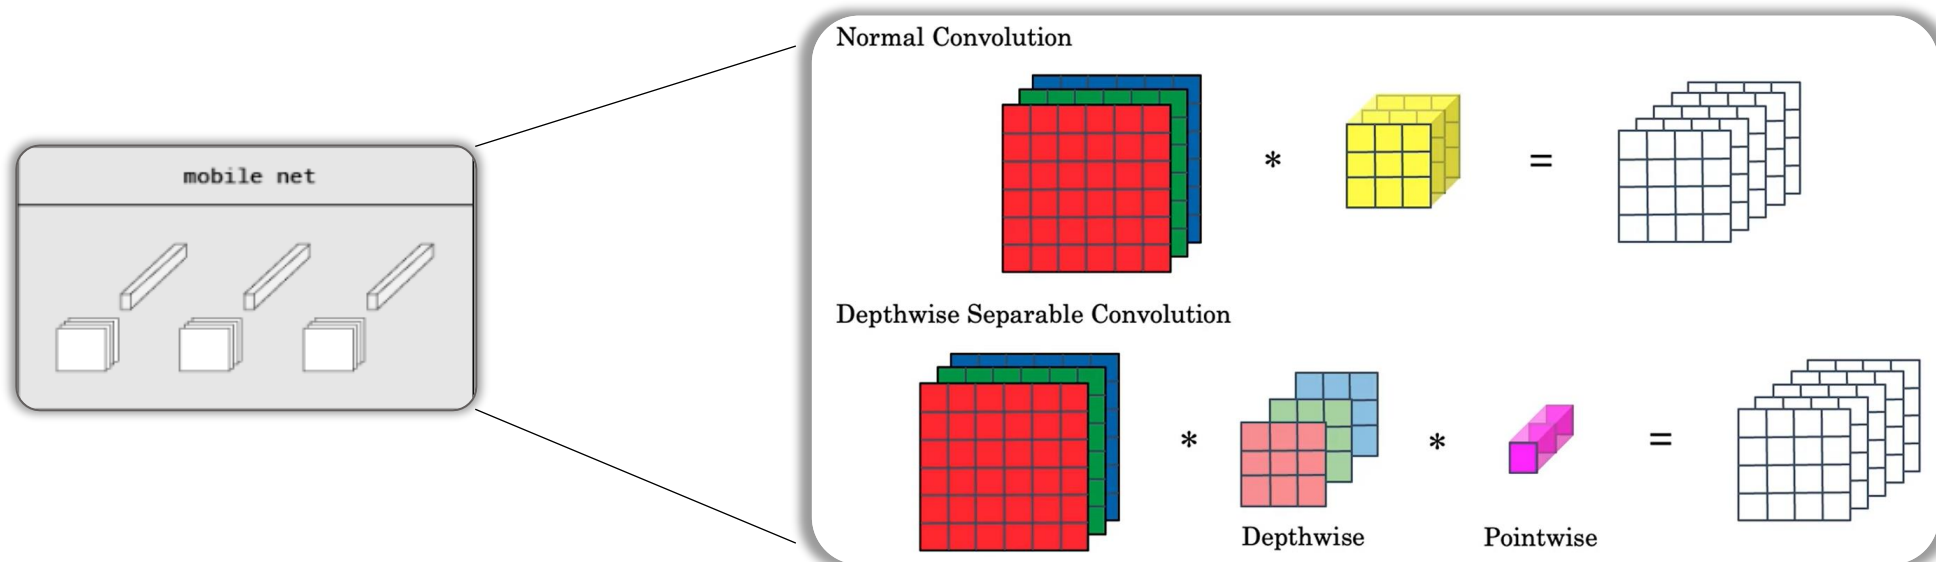 mobile net
Normal Convolution
* =
Depthwise Separable Convolution
* * =
Depthwise Pointwise